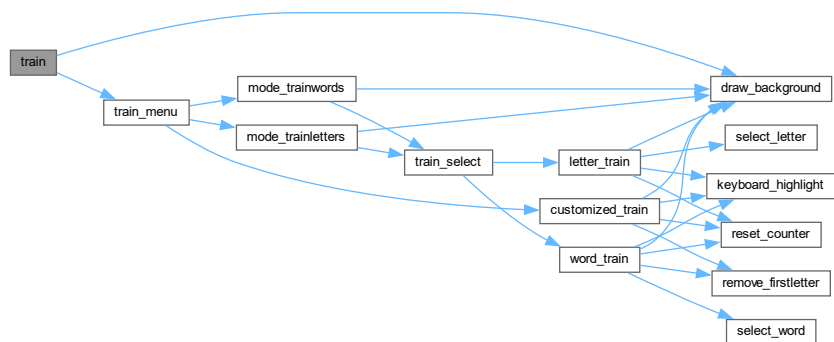 train
train_menu
mode_trainwords
mode_trainletters
train_select
letter_train
customized_train
word_train
draw_background
select_letter
keyboard_highlight
reset_counter
remove_firstletter
select_word